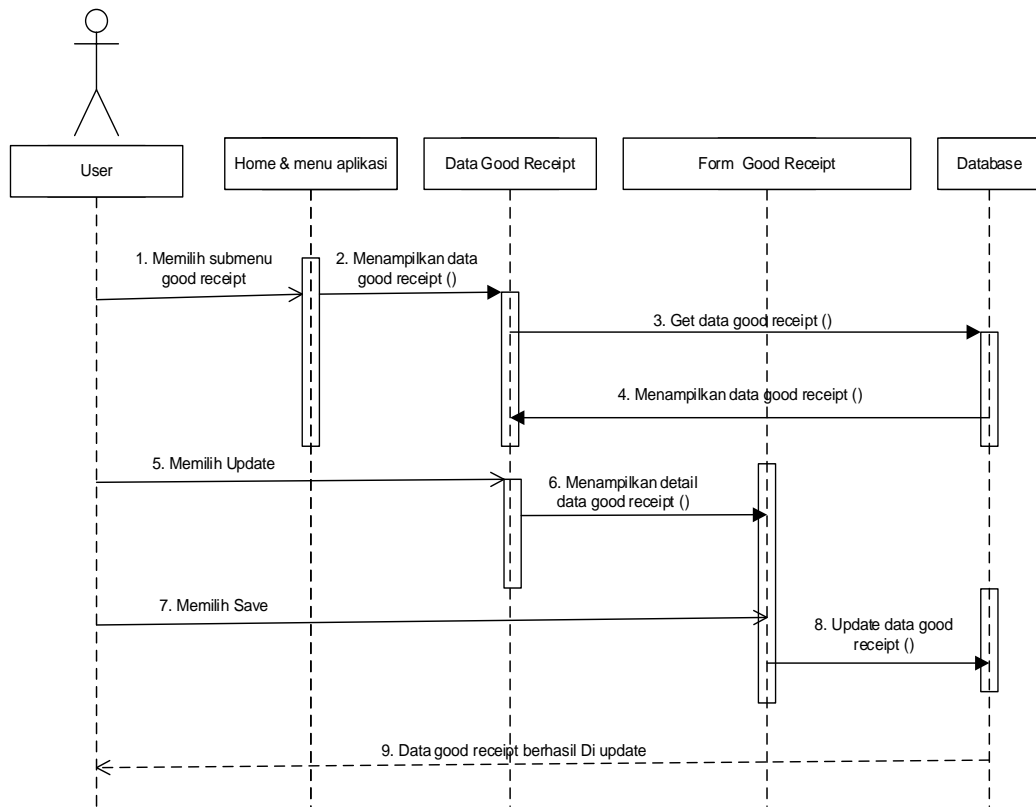 User
Home & menu aplikasi
Data Good Receipt
Form Good Receipt
Database
1. Memilih submenu
good receipt
2. Menampilkan data
good receipt ()
3. Get data good receipt ()
4. Menampilkan data good receipt ()
5. Memilih Update
6. Menampilkan detail
data good receipt ()
7. Memilih Save
8. Update data good
receipt ()
9. Data good receipt berhasil Di update